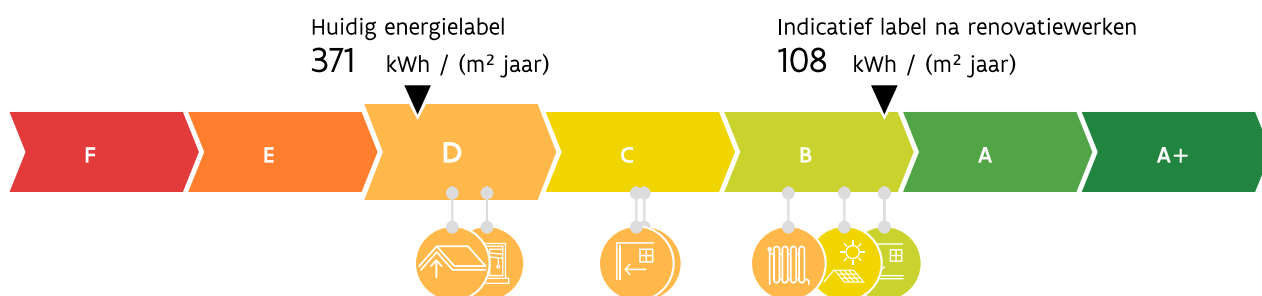 Huidig energielabel
371 kWh / (m² jaar)
Indicatief label na renovatiewerken
108 kWh / (m² jaar)
F E D C B A A+